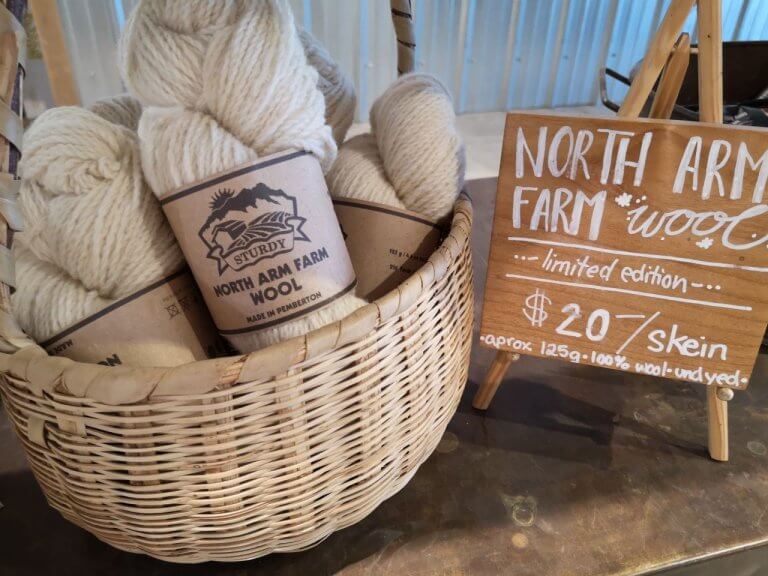 STURDY
NORTH ARM FARM
WOOL
MADE IN PEMBERTON
NORTH ARM
FARM wool
limited edition
$20-/skein
•aprox 125g•100% wool•undyed•